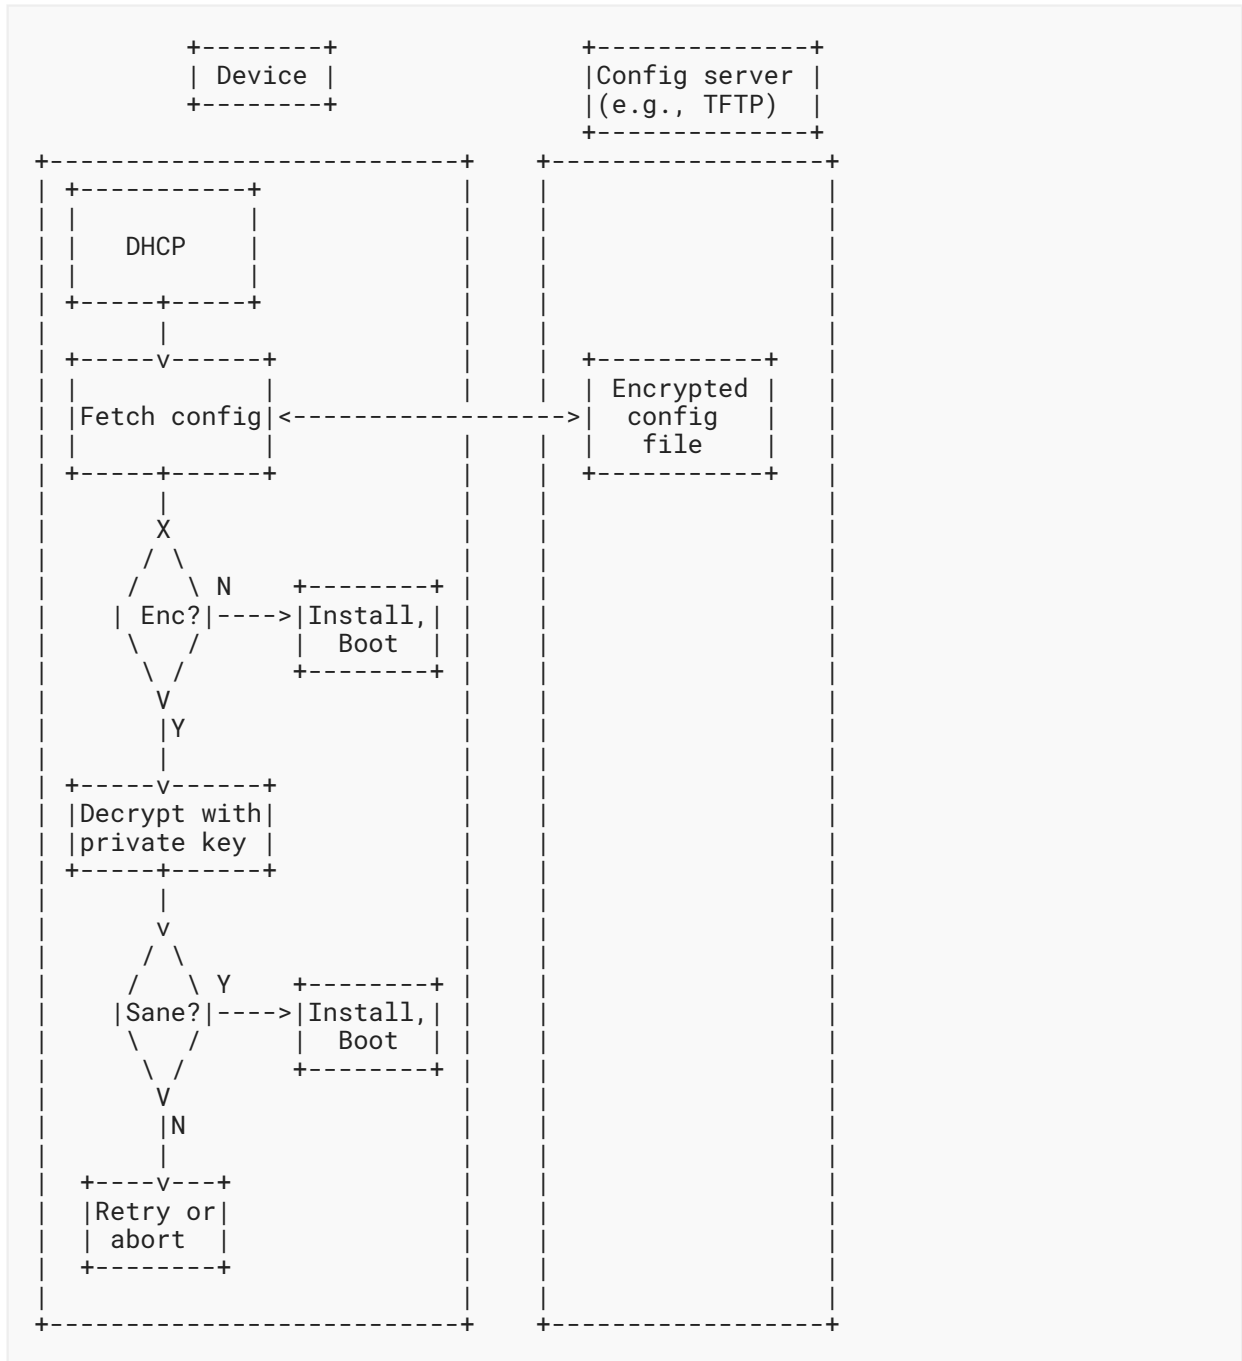 Device
Config server
(e.g., TFTP)
DHCP
Fetch config
Encrypted
config
file
X
N
Enc?
Install,
Boot
V
Y
v
Decrypt with
private key
v
Y
Sane?
Install,
Boot
V
N
v
Retry or
abort